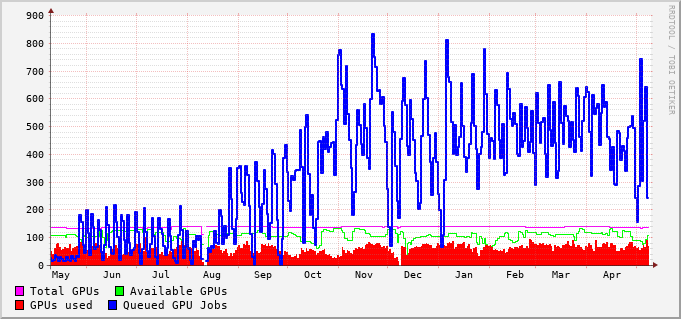 900
800
700
600
500
400
300
200
100
0
May Jun Jul Aug Sep Oct Nov Dec Jan Feb Mar Apr
Total GPUs Available GPUs
GPUs used Queued GPU Jobs
RRDTOOL / TOBI OETIKER